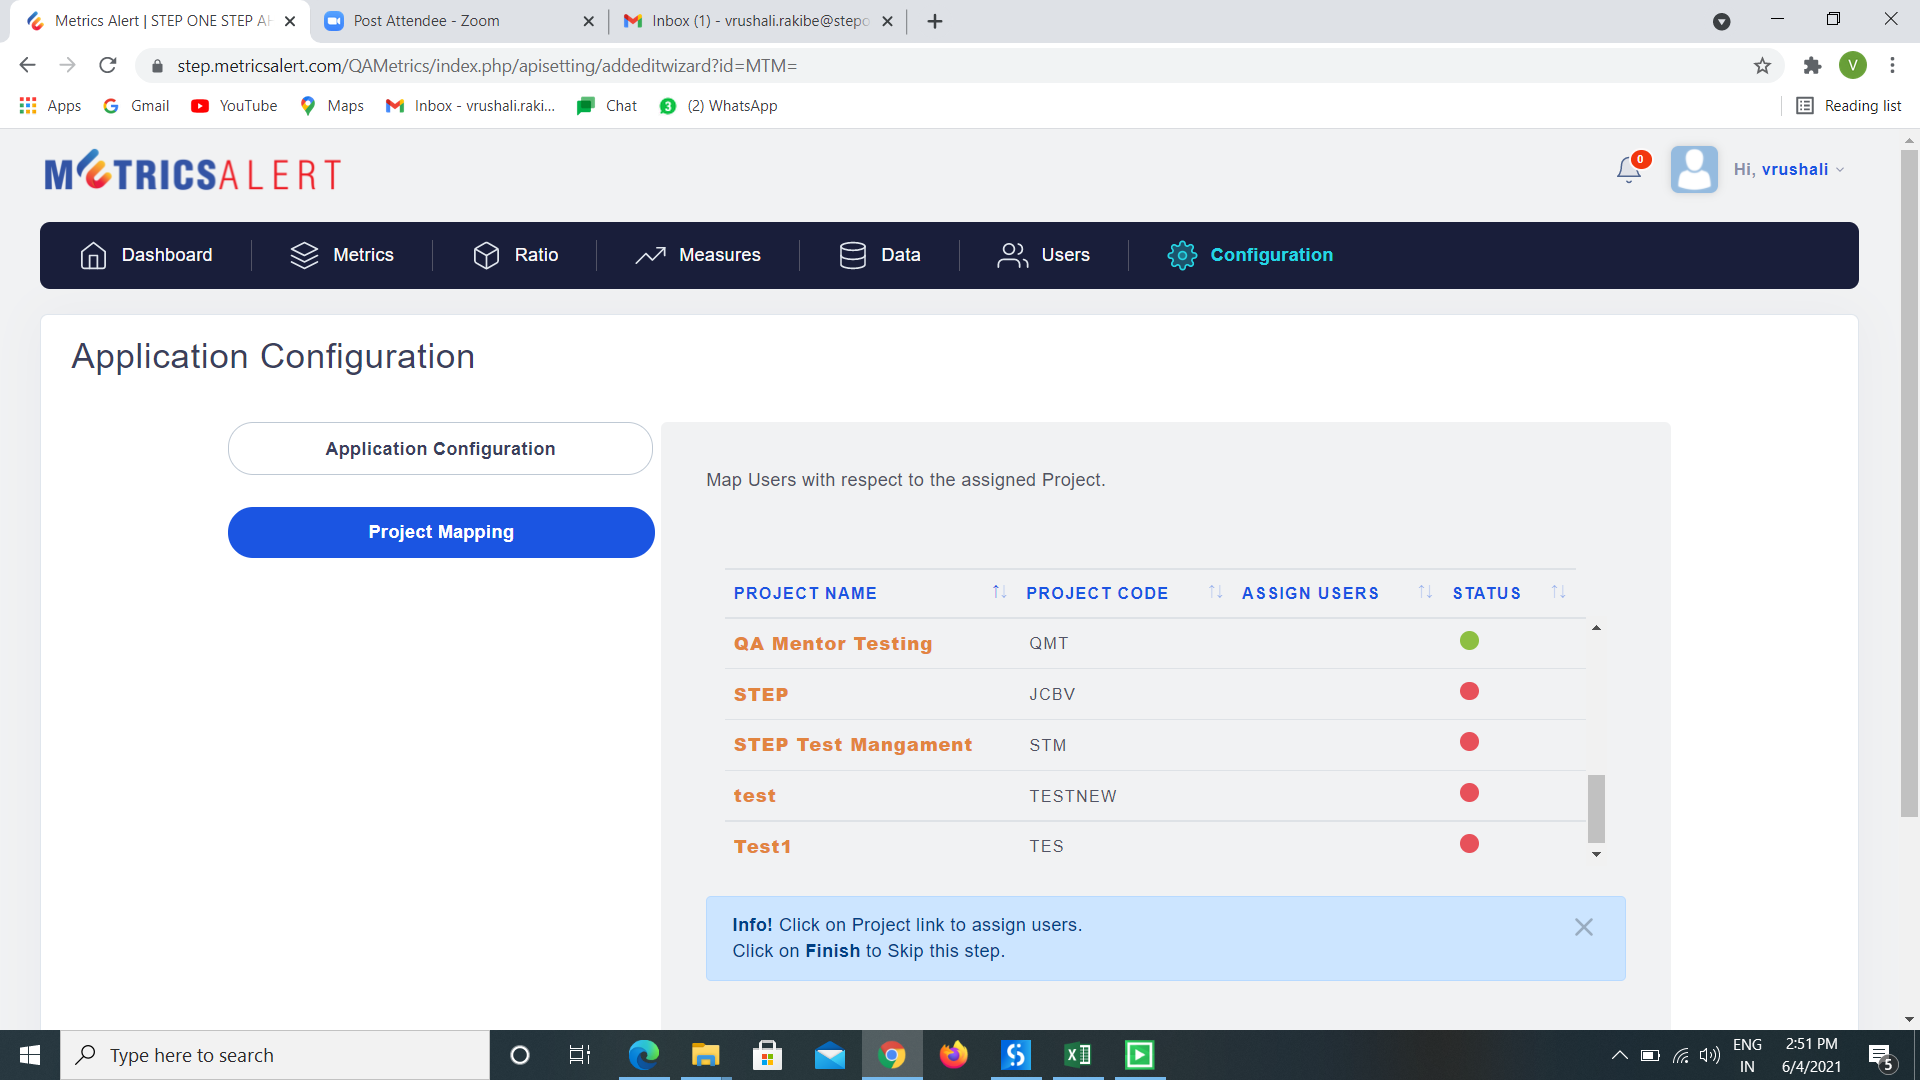 Metrics Alert | STEP ONE STEP AH
Post Attendee - Zoom
Inbox (1) - vrushali.rakibe@stepo
step.metricsalert.com/QAMetrics/index.php/apisetting/addeditwizard?id=MTM=
V
Apps
Gmail
YouTube
Maps
Inbox - vrushali.raki...
Chat
3
(2) WhatsApp
Reading list
METRICSALERT
0
Hi, vrushali
Dashboard
Metrics
Ratio
Measures
Data
Users
Configuration
Application Configuration
Application Configuration
Project Mapping
Map Users with respect to the assigned Project.
PROJECT NAME PROJECT CODE ASSIGN USERS STATUS
QA Mentor Testing QMT
STEP JCBV
STEP Test Mangament STM
test TESTNEW
Test1 TES
Info! Click on Project link to assign users.
Click on Finish to Skip this step.
Type here to search
ENG
IN
2:51 PM
6/4/2021
5